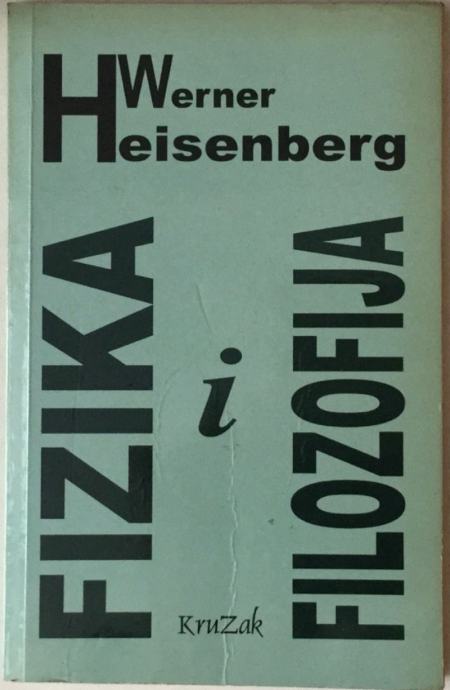 Werner
Heisenberg
FIZIKA
i
FILOZOFIJA
KruZak